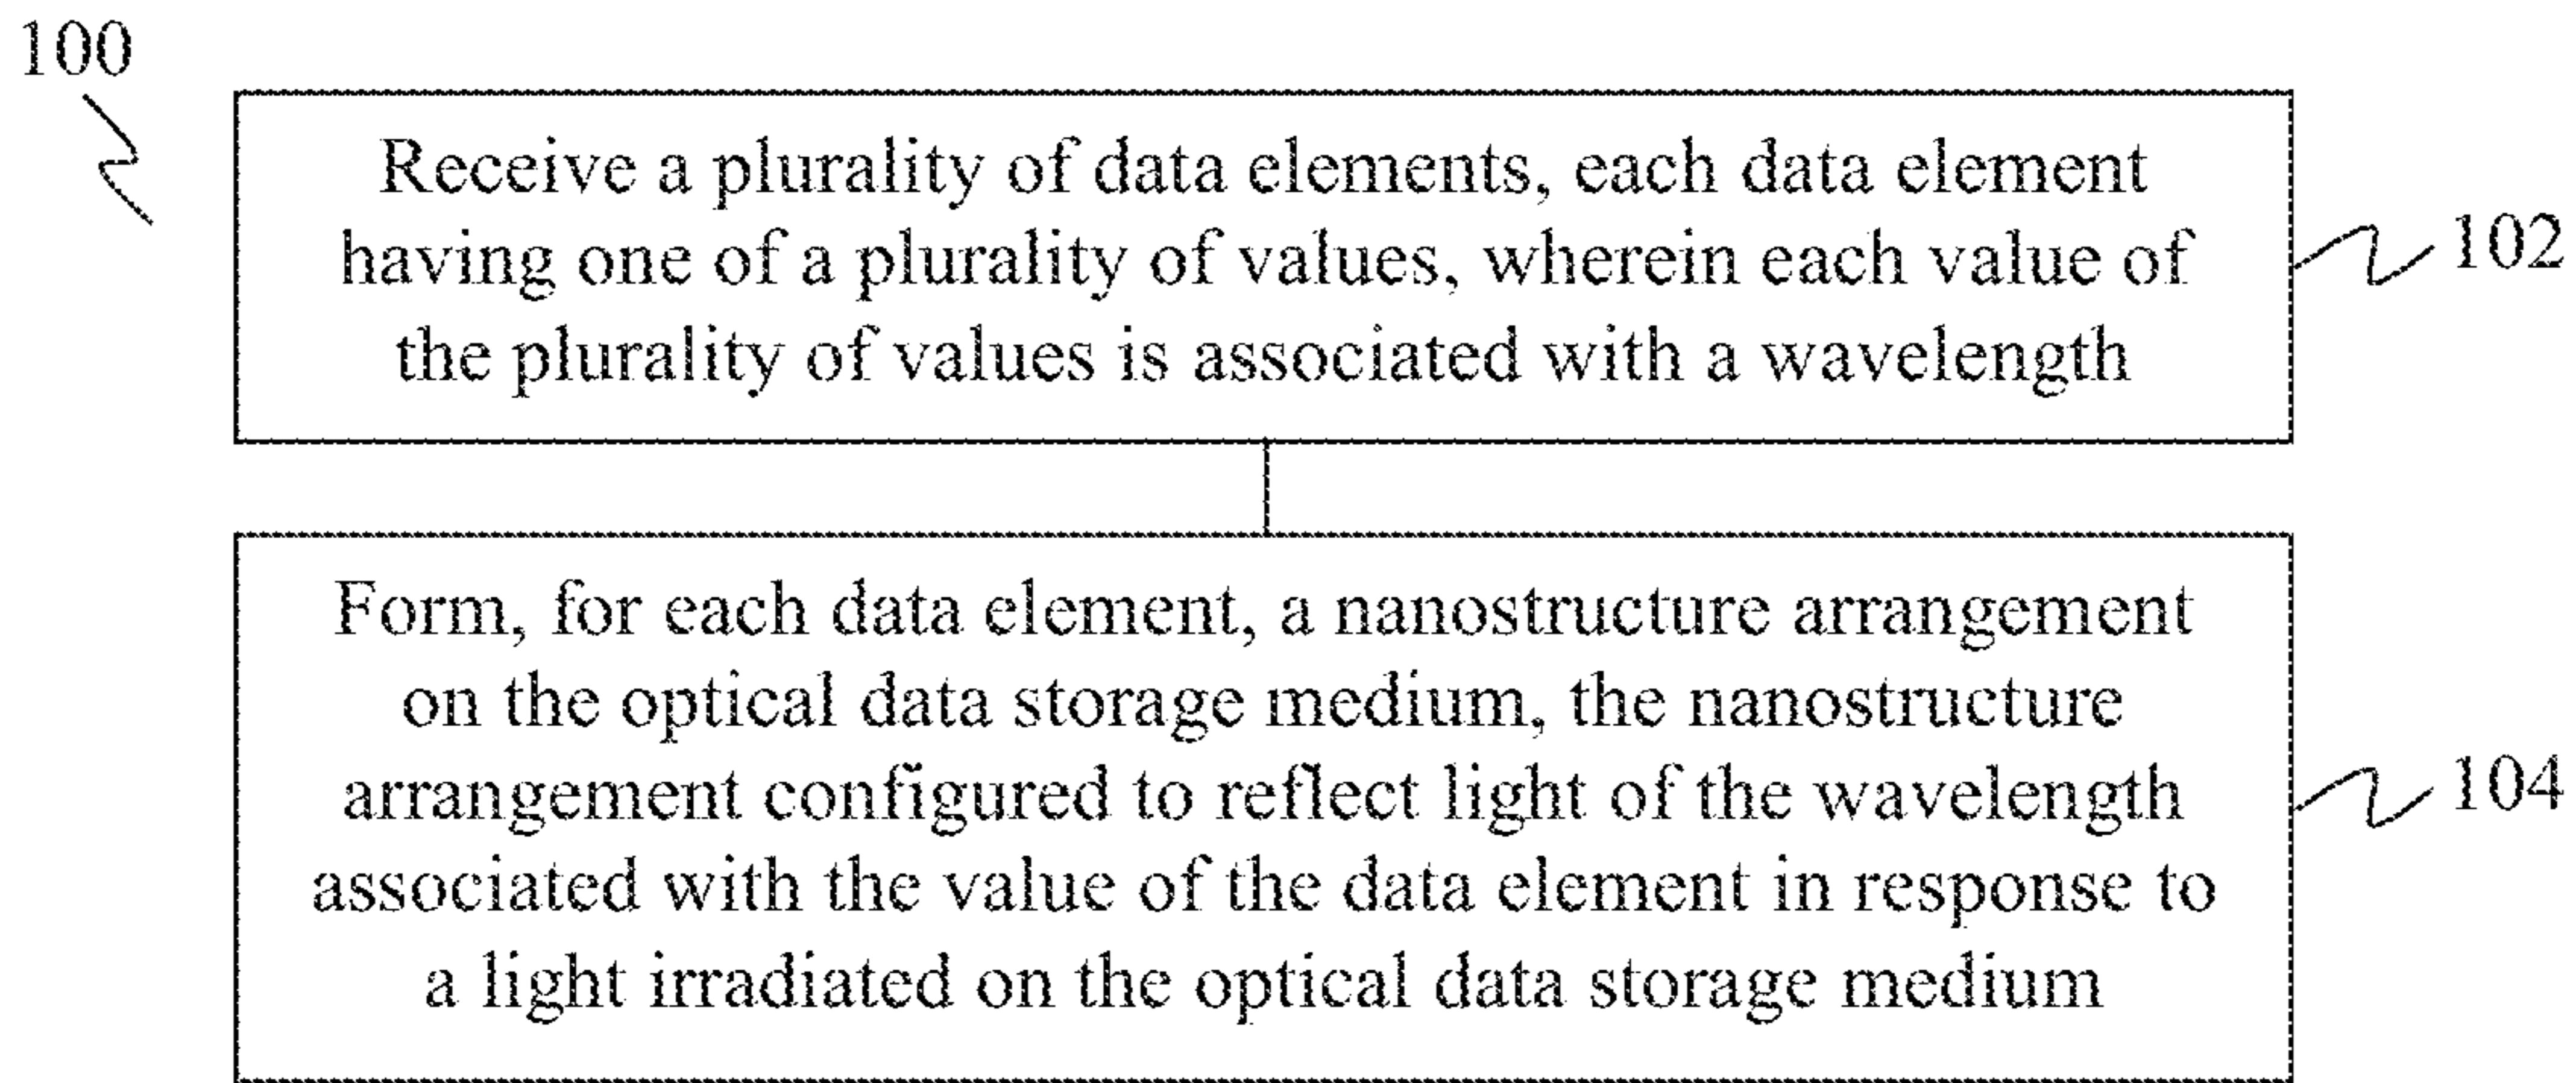 100
Receive a plurality of data elements, each data element
having one of a plurality of values, wherein each value of
the plurality of values is associated with a wavelength
102
Form, for each data element, a nanostructure arrangement
on the optical data storage medium, the nanostructure
arrangement configured to reflect light of the wavelength
associated with the value of the data element in response to
a light irradiated on the optical data storage medium
104